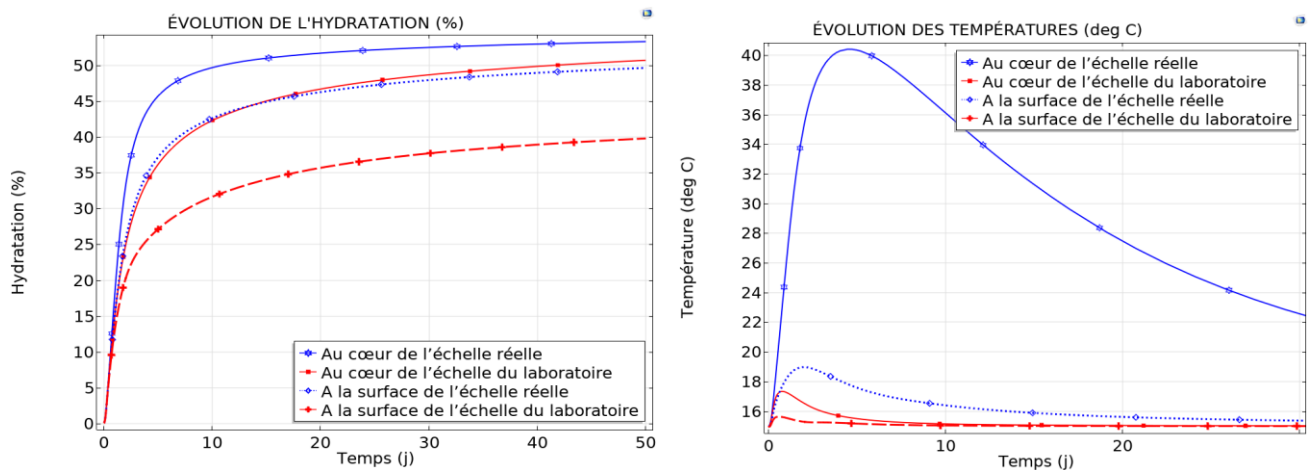 ÉVOLUTION DE L'HYDRATATION (%)
50
45
40
35
30
25
20
15
10
5
0
Hydratation (%)
Au cœur de l’échelle réelle
Au cœur de l’échelle du laboratoire
A la surface de l’échelle réelle
A la surface de l’échelle du laboratoire
0
10
20
30
40
50
Temps (j)
ÉVOLUTION DES TEMPÉRATURES (deg C)
Au cœur de l’échelle réelle
Au cœur de l’échelle du laboratoire
A la surface de l’échelle réelle
A la surface de l’échelle du laboratoire
40
38
36
34
32
30
28
26
24
22
20
18
16
Température (deg C)
0
10
20
Temps (j)